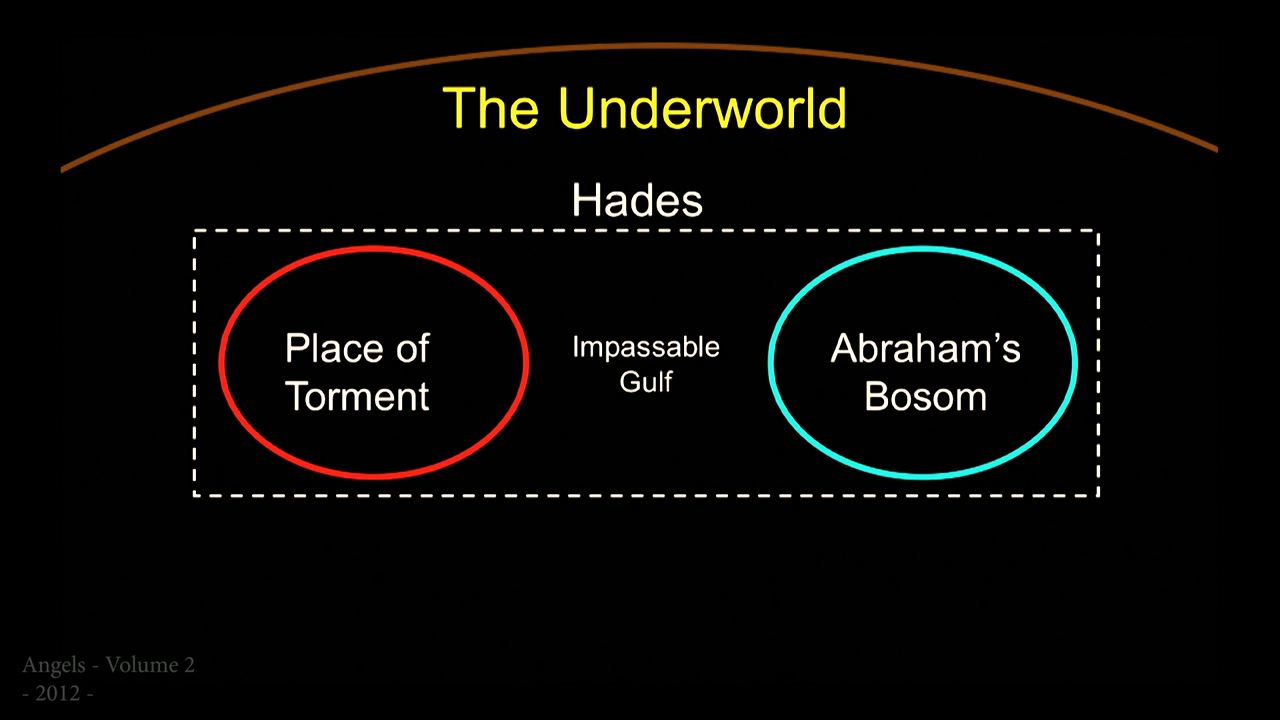 The Underworld
Hades
Place of
Torment
Impassable
Gulf
Abraham’s
Bosom
Angels - Volume 2
- 2012 -